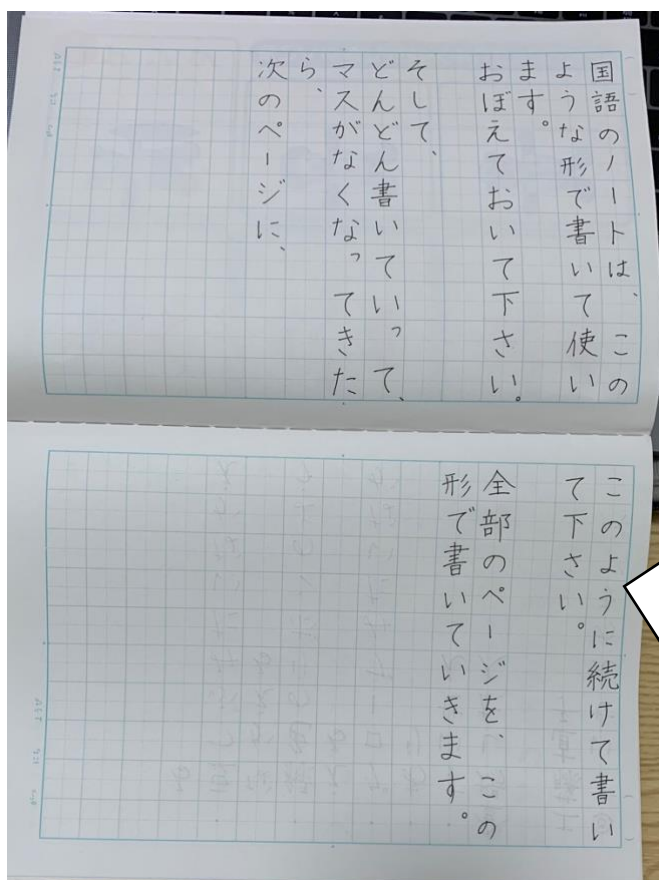 国語のノートは、この
ような形で書いて使い
ます。
おぼえておいて下さい。
そして、
どんどん書いていって、
マスがなくなってきた
ら、
次のページに、
このように続けて書い
て下さい。
全部のページを、この
形で書いていきます。